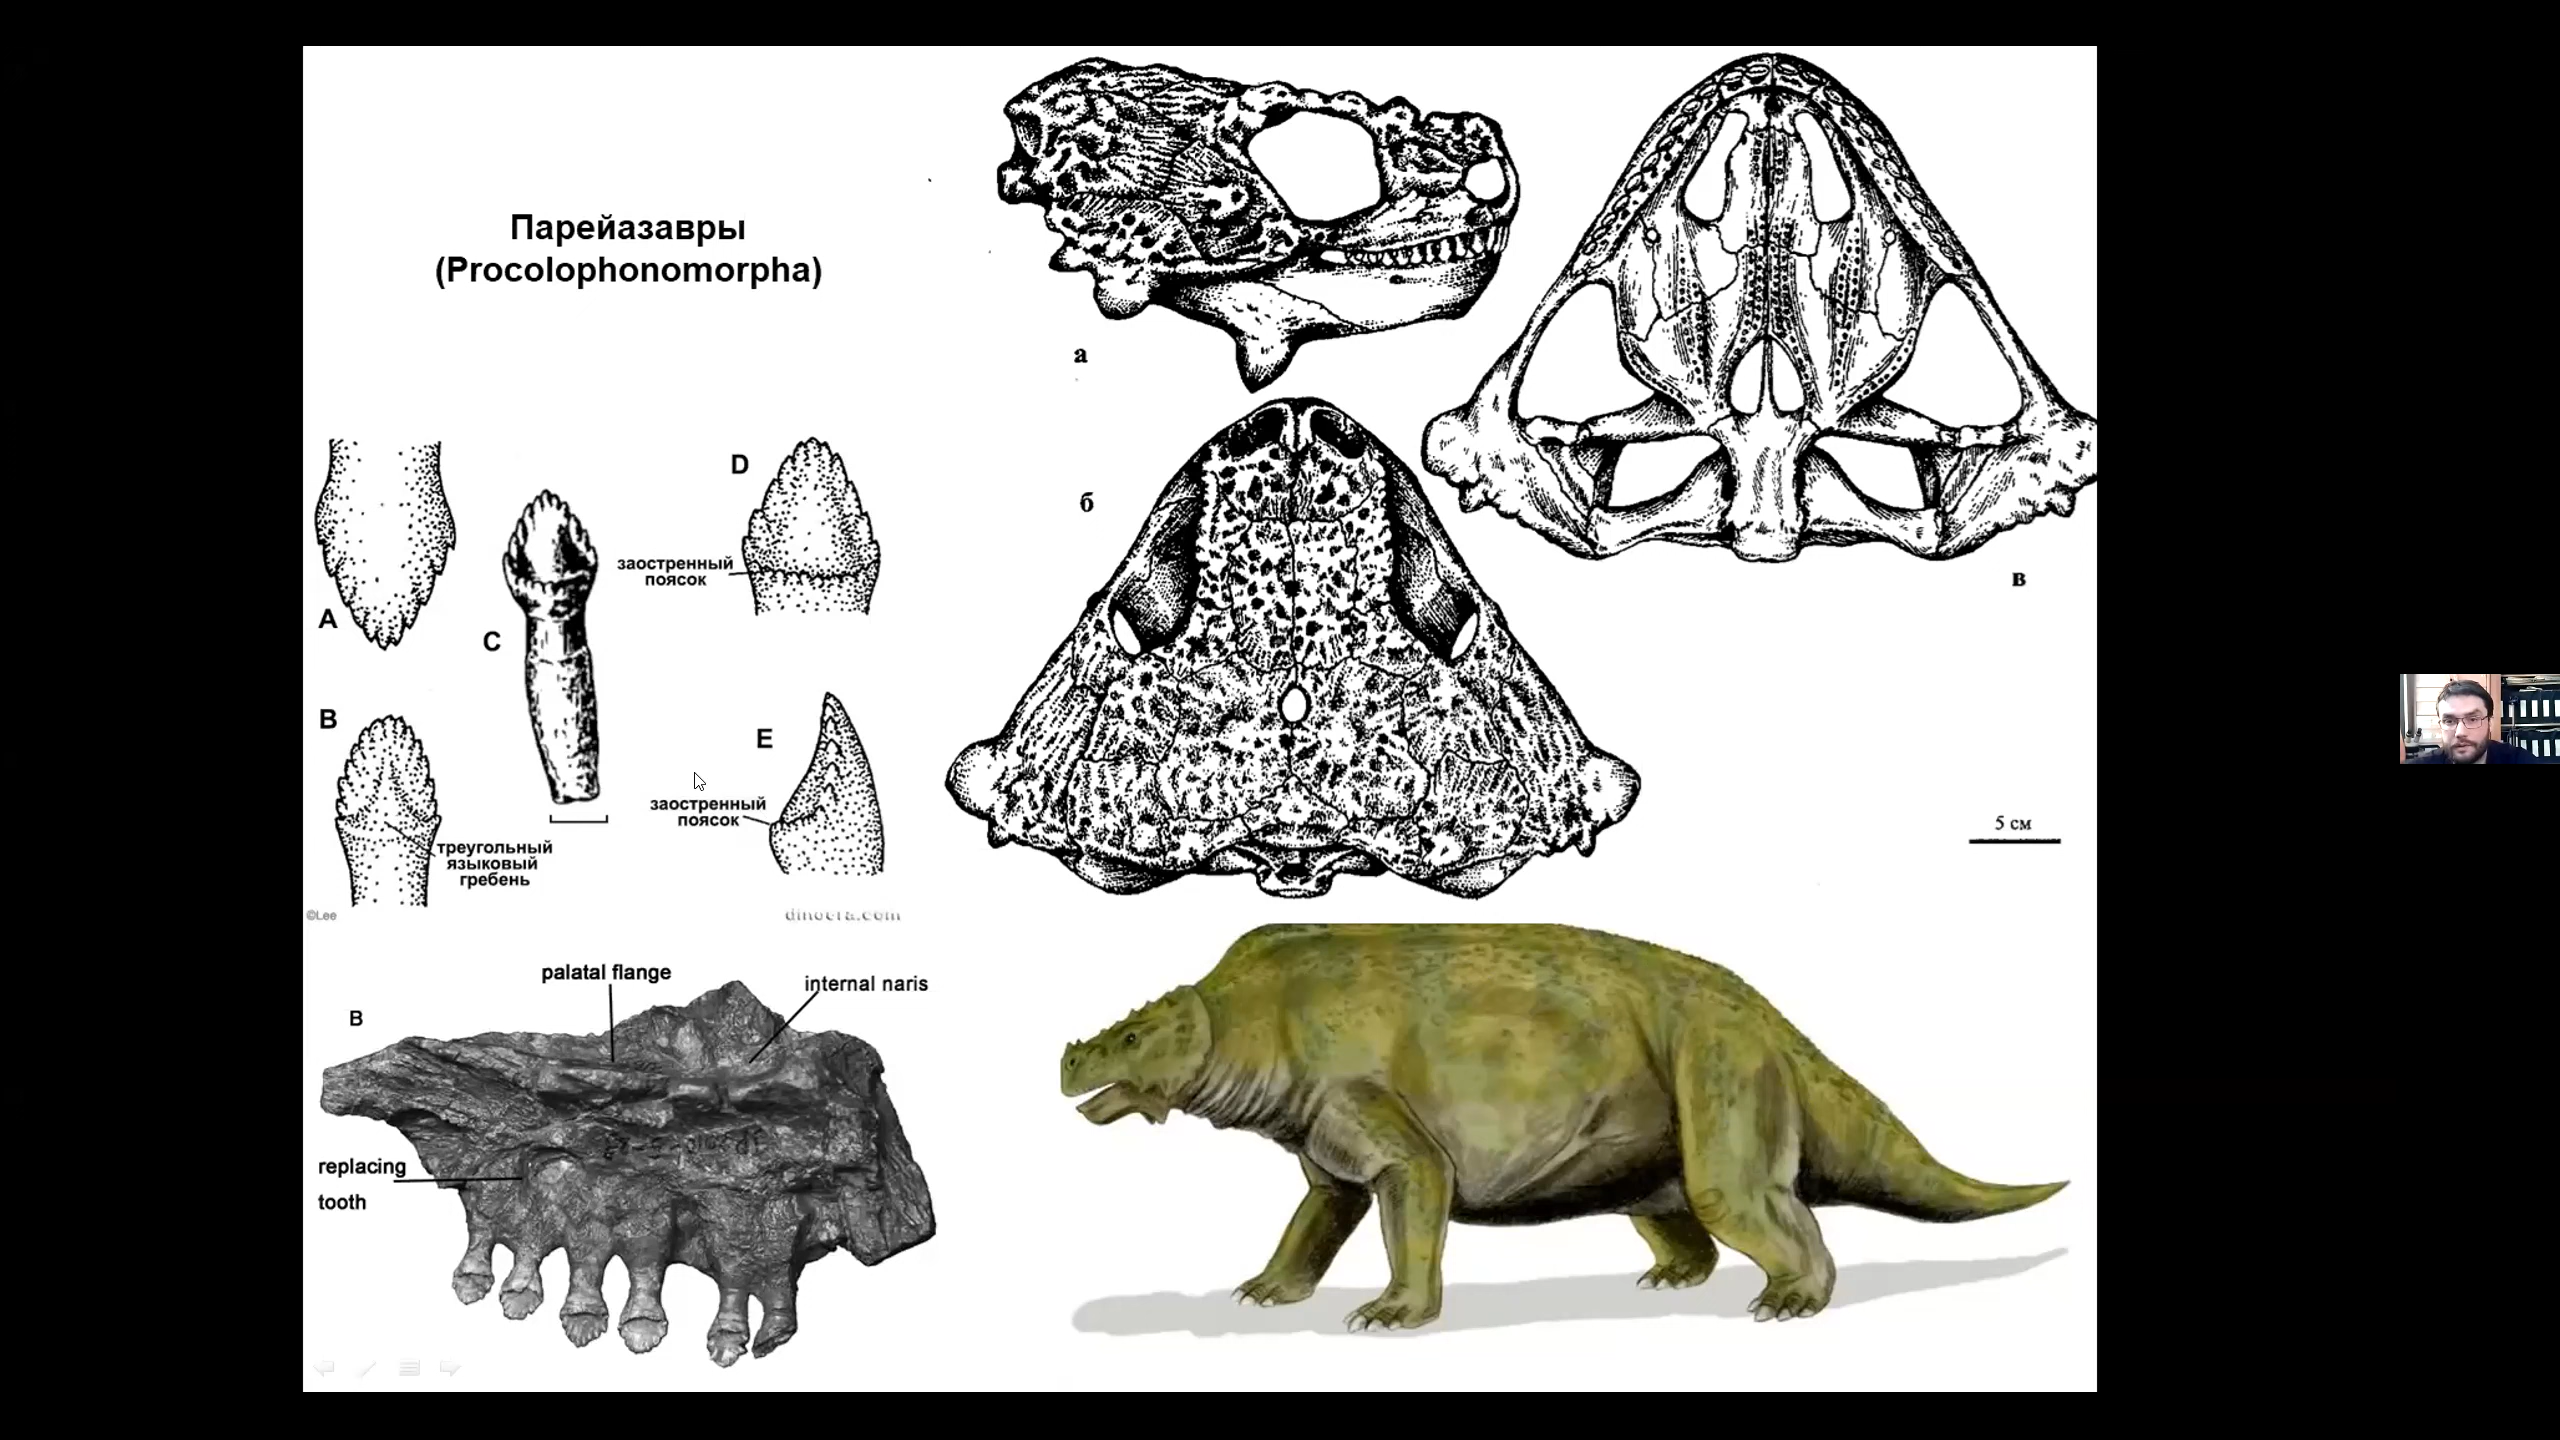 Парейазавры
(Procolophonomorpha)
а
б
в
5 см
A
B
C
D
заостренный
поясок
E
заостренный
поясок
треугольный
языковый
гребень
©Lee
dinoera.com
B
palatal flange
internal naris
replacing
tooth